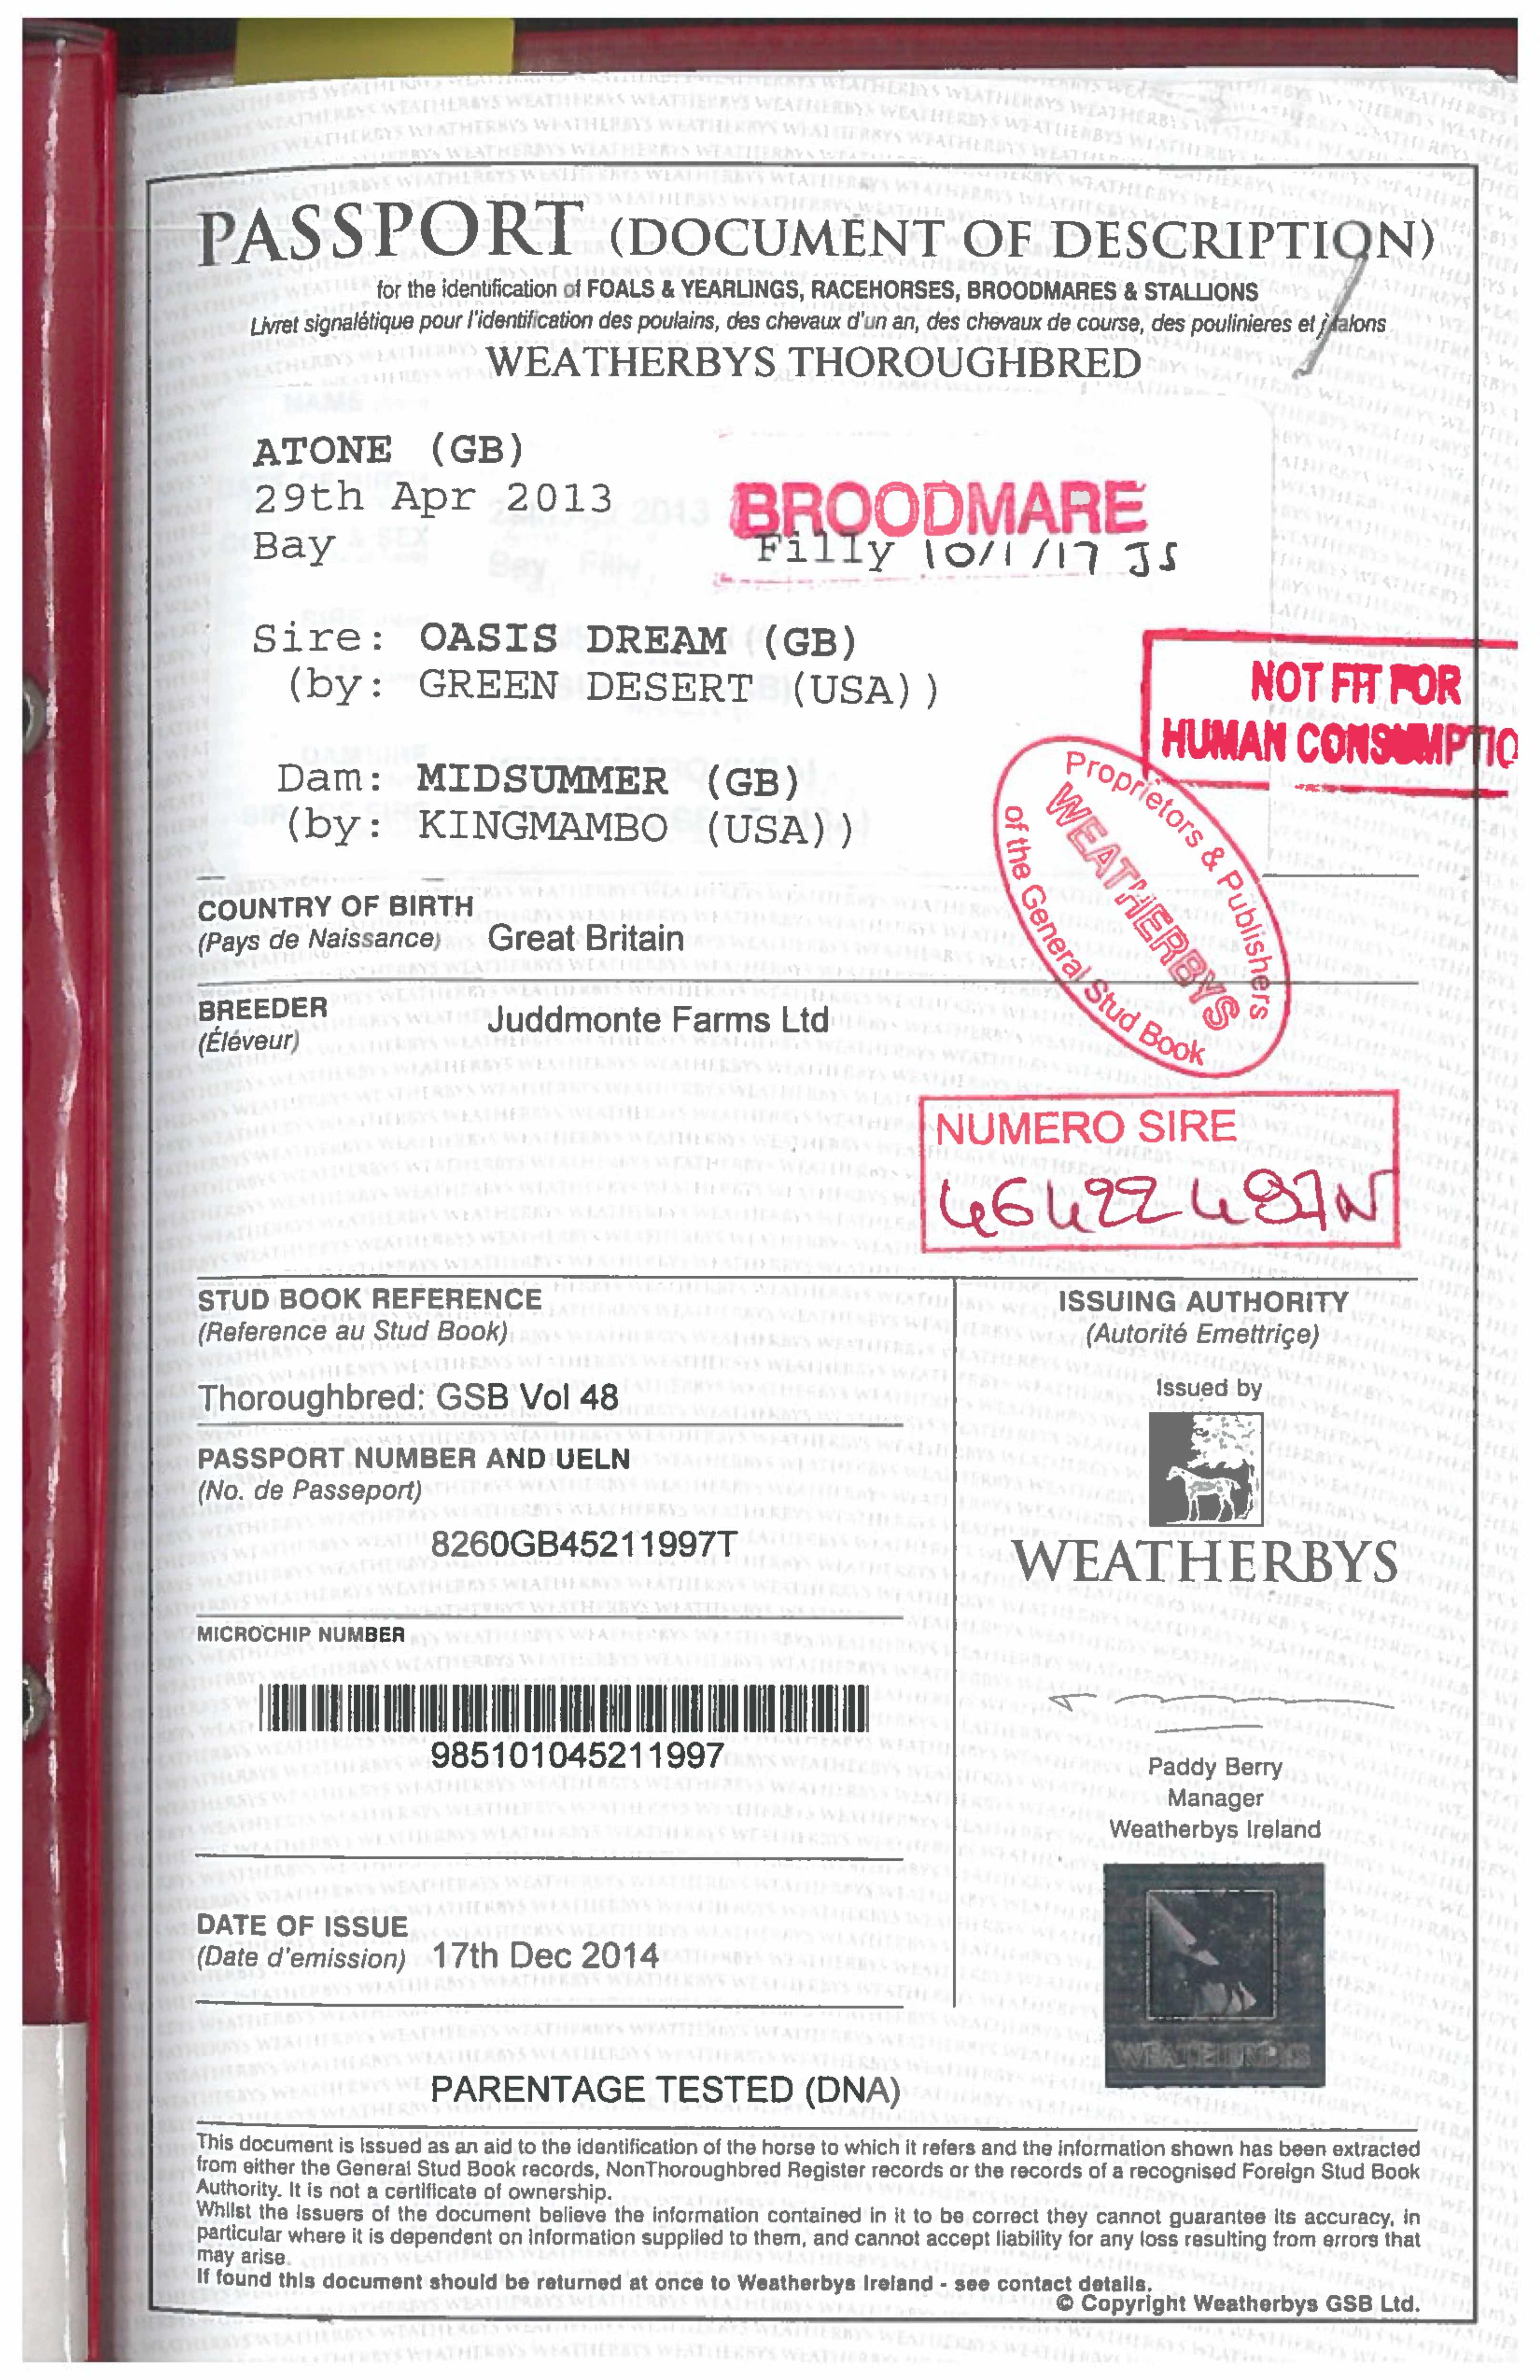 PASSPORT (DOCUMENT OF DESCRIPTION)
for the identification of FOALS & YEARLINGS, RACEHORSES, BROODMARES & STALLIONS
Livret signalétique pour l'identification des poulains, des chevaux d'un an, des chevaux de course, des poulinieres et étalons
WEATHERBYS THOROUGHBRED
ATONE (GB)
29th Apr 2013
BROODMARE
Bay
Filly 10/1/17 JS
Sire: OASIS DREAM (GB)
(by: GREEN DESERT (USA))
NOT FIT FOR
HUMAN CONSUMPTIO
Dam: MIDSUMMER (GB)
(by: KINGMAMBO (USA))
Proprietors & Publishers
WEATHERBYS
of the General Stud Book
COUNTRY OF BIRTH
(Pays de Naissance) Great Britain
BREEDER
(Éléveur) Juddmonte Farms Ltd
NUMERO SIRE
46422487N
STUD BOOK REFERENCE
(Reference au Stud Book)
Thoroughbred: GSB Vol 48
PASSPORT NUMBER AND UELN
(No. de Passeport)
8260GB45211997T
MICROCHIP NUMBER
985101045211997
DATE OF ISSUE
(Date d'emission) 17th Dec 2014
ISSUING AUTHORITY
(Autorité Emettriçe)
Issued by
WEATHERBYS
Paddy Berry
Manager
Weatherbys Ireland
WEATHERBYS
PARENTAGE TESTED (DNA)
This document is issued as an aid to the identification of the horse to which it refers and the information shown has been extracted
from either the General Stud Book records, NonThoroughbred Register records or the records of a recognised Foreign Stud Book
Authority. It is not a certificate of ownership.
Whilst the issuers of the document believe the information contained in it to be correct they cannot guarantee its accuracy, in
particular where it is dependent on information supplied to them, and cannot accept liability for any loss resulting from errors that
may arise.
If found this document should be returned at once to Weatherbys Ireland - see contact details.
© Copyright Weatherbys GSB Ltd.